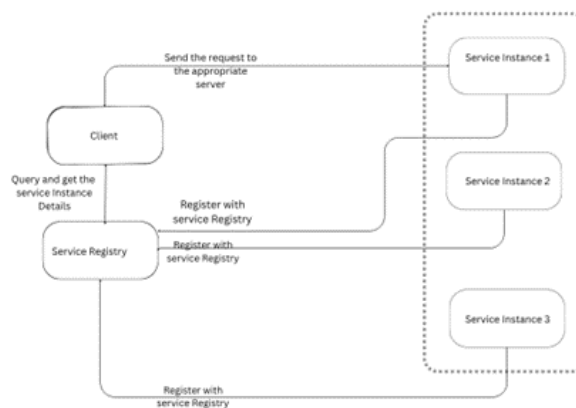 Send the request to
the appropriate
server
Service Instance 1
Client
Query and get the
service Instance
Details
Service Instance 2
Register with
service Registry
Service Registry
Register with
service Registry
Service Instance 3
Register with
service Registry